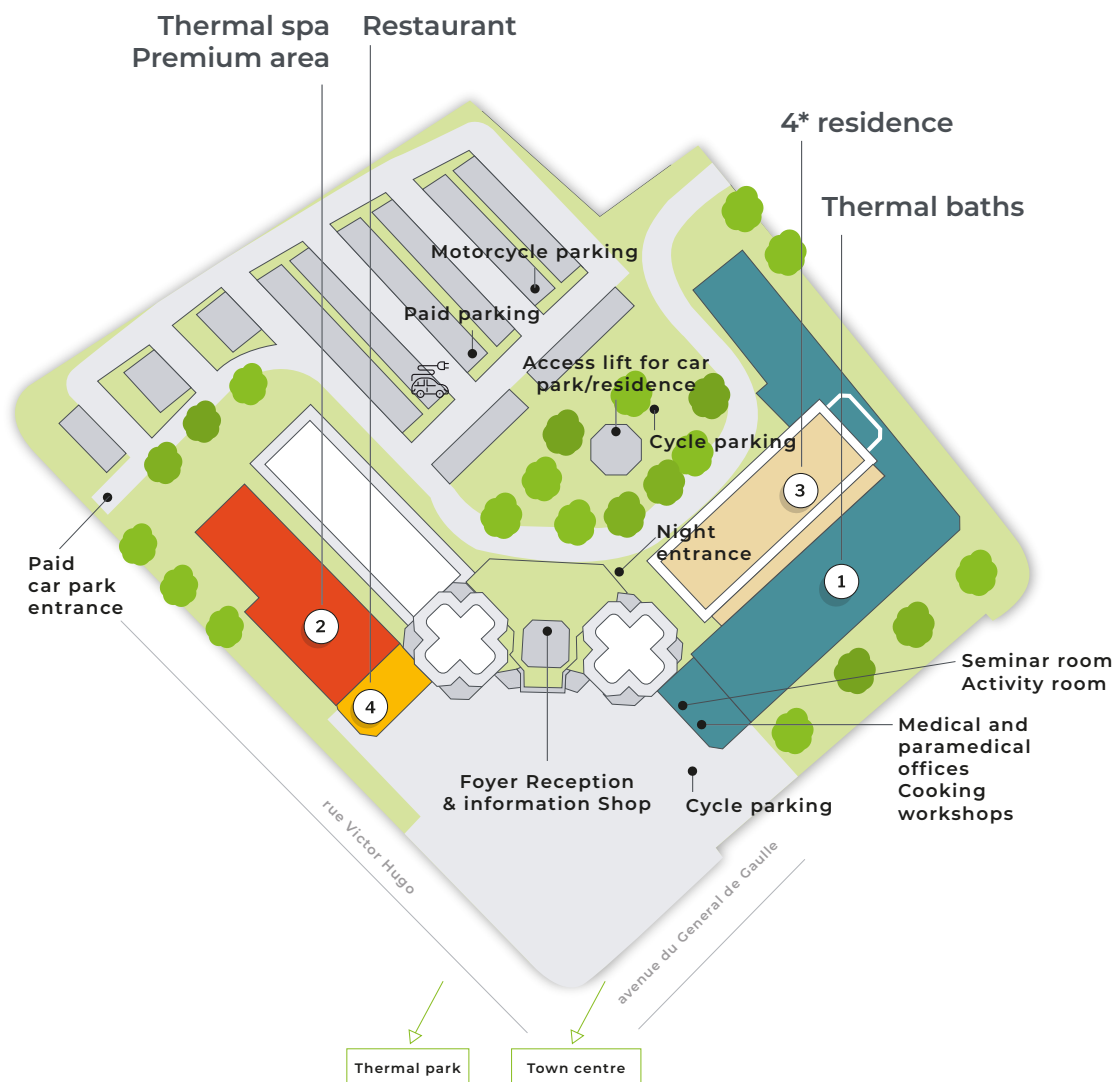 Thermal spa
Premium area
Restaurant
4* residence
Thermal baths
Motorcycle parking
Paid parking
Access lift for car
park/residence
Cycle parking
3
Night
entrance
Paid
car park
entrance
1
2
4
Seminar room
Activity room
Medical and
paramedical
offices
Cooking
workshops
Foyer Reception
& information Shop
Cycle parking
rue Victor Hugo
avenue du General de Gaulle
Thermal park
Town centre